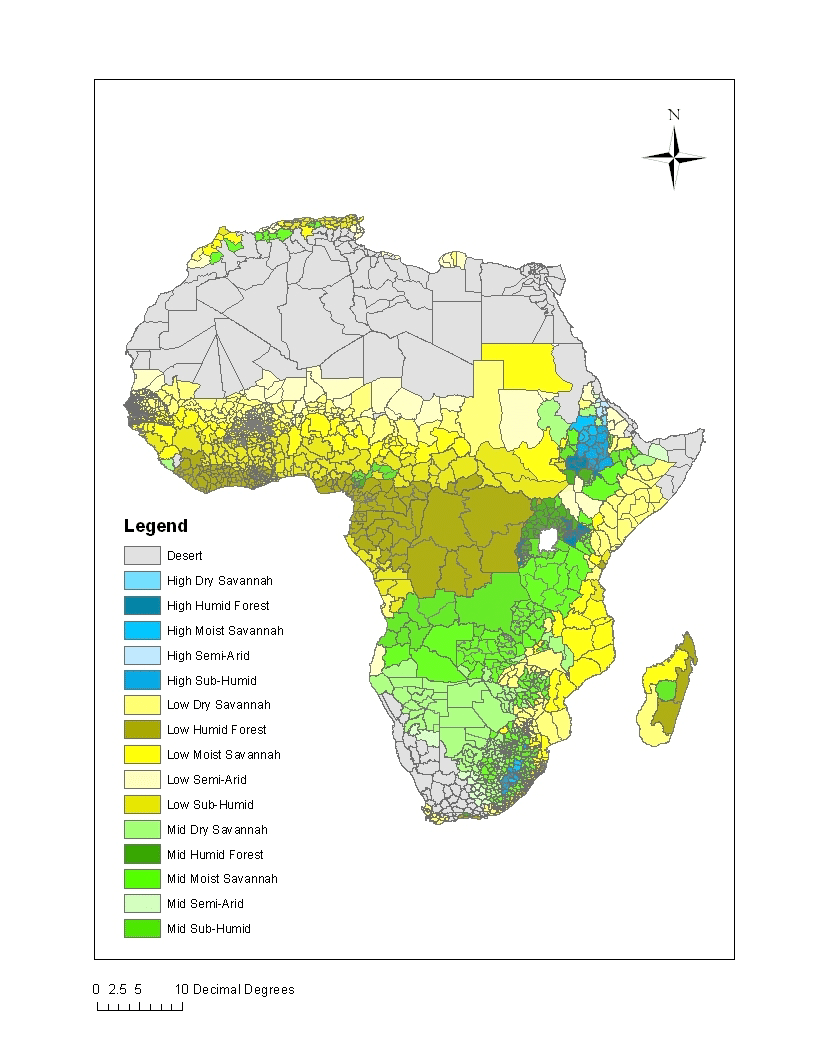 N
Legend
Desert
High Dry Savannah
High Humid Forest
High Moist Savannah
High Semi-Arid
High Sub-Humid
Low Dry Savannah
Low Humid Forest
Low Moist Savannah
Low Semi-Arid
Low Sub-Humid
Mid Dry Savannah
Mid Humid Forest
Mid Moist Savannah
Mid Semi-Arid
Mid Sub-Humid
0 2.5 5 10 Decimal Degrees